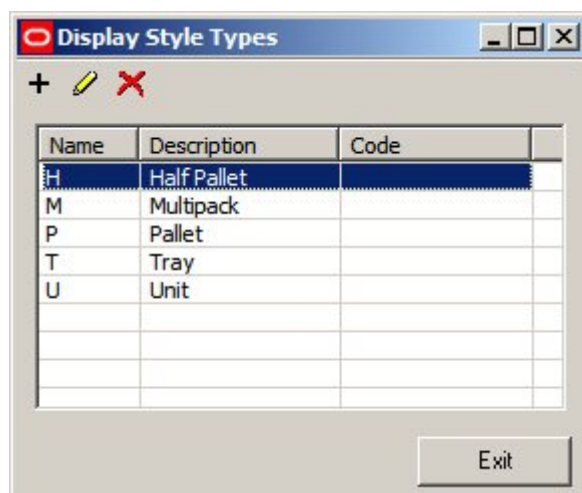 Display Style Types
Name Description Code
H Half Pallet
M Multipack
P Pallet
T Tray
U Unit
Exit